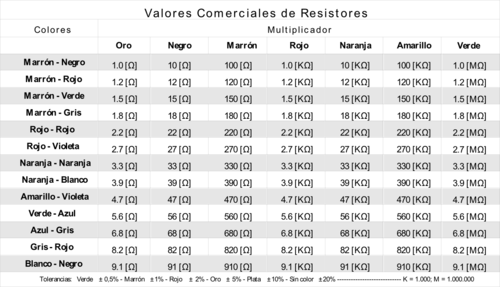 Valores Comerciales de Resistores
Colores Multiplicador
Oro Negro Marrón Rojo Naranja Amarillo Verde
Marrón - Negro 1.0 [Ω] 10 [Ω] 100 [Ω] 1.0 [KΩ] 10 [KΩ] 100 [KΩ] 1.0 [MΩ]
Marrón - Rojo 1.2 [Ω] 12 [Ω] 120 [Ω] 1.2 [KΩ] 12 [KΩ] 120 [KΩ] 1.2 [MΩ]
Marrón - Verde 1.5 [Ω] 15 [Ω] 150 [Ω] 1.5 [KΩ] 15 [KΩ] 150 [KΩ] 1.5 [MΩ]
Marrón - Gris 1.8 [Ω] 18 [Ω] 180 [Ω] 1.8 [KΩ] 18 [KΩ] 180 [KΩ] 1.8 [MΩ]
Rojo - Rojo 2.2 [Ω] 22 [Ω] 220 [Ω] 2.2 [KΩ] 22 [KΩ] 220 [KΩ] 2.2 [MΩ]
Rojo - Violeta 2.7 [Ω] 27 [Ω] 270 [Ω] 2.7 [KΩ] 27 [KΩ] 270 [KΩ] 2.7 [MΩ]
Naranja - Naranja 3.3 [Ω] 33 [Ω] 330 [Ω] 3.3 [KΩ] 33 [KΩ] 330 [KΩ] 3.3 [MΩ]
Naranja - Blanco 3.9 [Ω] 39 [Ω] 390 [Ω] 3.9 [KΩ] 39 [KΩ] 390 [KΩ] 3.9 [MΩ]
Amarillo - Violeta 4.7 [Ω] 47 [Ω] 470 [Ω] 4.7 [KΩ] 47 [KΩ] 470 [KΩ] 4.7 [MΩ]
Verde - Azul 5.6 [Ω] 56 [Ω] 560 [Ω] 5.6 [KΩ] 56 [KΩ] 560 [KΩ] 5.6 [MΩ]
Azul - Gris 6.8 [Ω] 68 [Ω] 680 [Ω] 6.8 [KΩ] 68 [KΩ] 680 [KΩ] 6.8 [MΩ]
Gris - Rojo 8.2 [Ω] 82 [Ω] 820 [Ω] 8.2 [KΩ] 82 [KΩ] 820 [KΩ] 8.2 [MΩ]
Blanco - Negro 9.1 [Ω] 91 [Ω] 910 [Ω] 9.1 [KΩ] 91 [KΩ] 910 [KΩ] 9.1 [MΩ]
Tolerancias: Verde ± 0,5% - Marrón ±1% - Rojo ± 2% - Oro ± 5% - Plata ±10% - Sin color ±20% ------------------------------ K = 1.000; M = 1.000.000